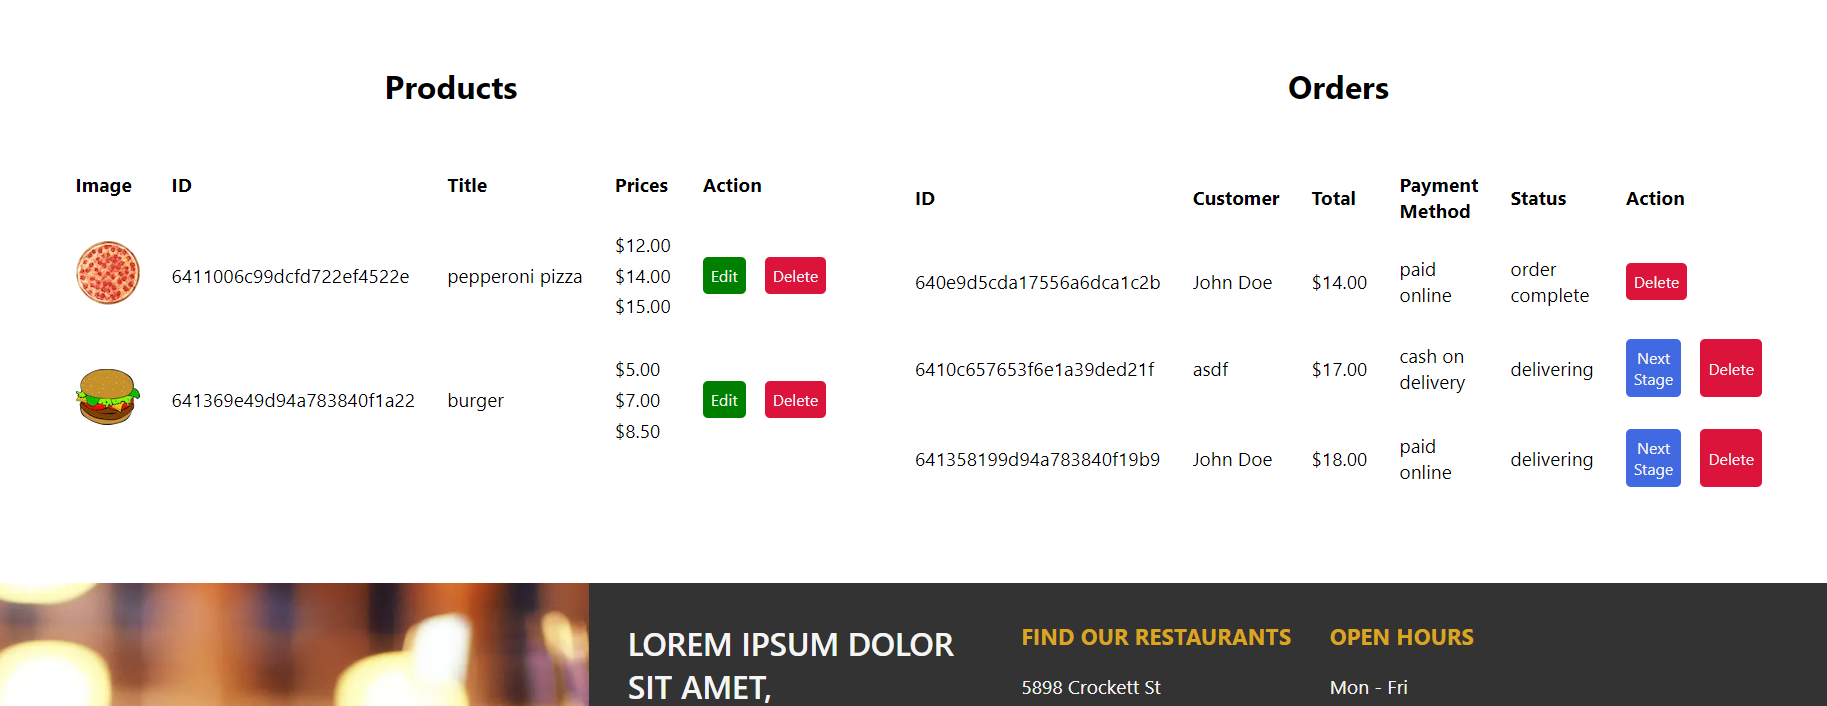 Products
Image ID Title Prices Action
6411006c99dcfd722ef4522e pepperoni pizza $12.00 $14.00 $15.00 Edit Delete
641369e49d94a783840f1a22 burger $5.00 $7.00 $8.50 Edit Delete
Orders
ID Customer Total Payment Method Status Action
640e9d5cda17556a6dca1c2b John Doe $14.00 paid online order complete Delete
6410c657653f6e1a39ded21f asdf $17.00 cash on delivery delivering Next Stage Delete
641358199d94a783840f19b9 John Doe $18.00 paid online delivering Next Stage Delete
LOREM IPSUM DOLOR
SIT AMET,
FIND OUR RESTAURANTS
5898 Crockett St
OPEN HOURS
Mon - Fri